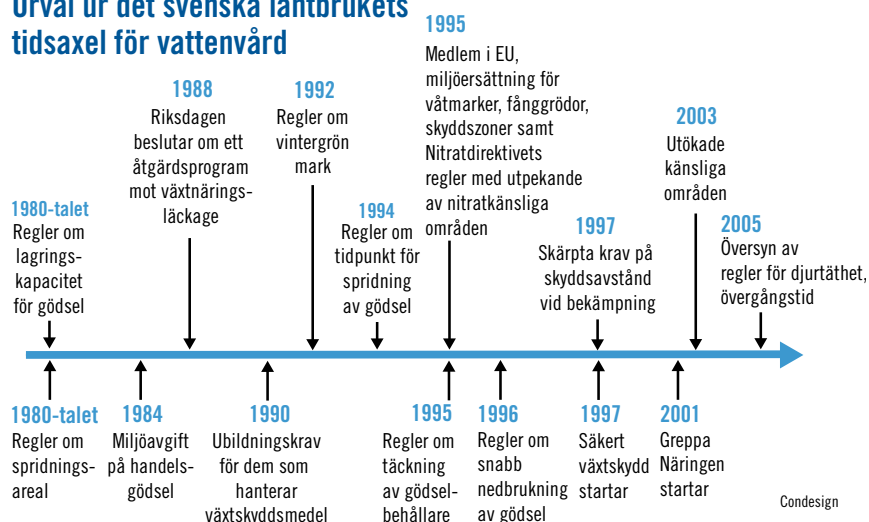 Urval ur det svenska lantbrukets
tidsaxel för vattenvård
1980-talet
Regler om
lagrings-
kapacitet
för gödsel
1988
Riksdagen
beslutar om ett
åtgärdsprogram
mot växtnärings-
läckage
1992
Regler om
vintergrön
mark
1994
Regler om
tidpunkt för
spridning
av gödsel
1995
Medlem i EU,
miljöersättning för
våtmarker, fånggrödor,
skyddszoner samt
Nitratdirektivets
regler med utpekande
av nitratkänsliga
områden
1997
Skärpta krav på
skyddsavstånd
vid bekämpning
2003
Utökade
känsliga
områden
2005
Översyn av
regler för djurtäthet,
övergångstid
1980-talet
Regler om
spridnings-
areal
1984
Miljöavgift
på handels-
gödsel
1990
Ubildningskrav
för dem som
hanterar
växtskyddsmedel
1995
Regler om
täckning
av gödsel-
behållare
1996
Regler om
snabb
nedbrukning
av gödsel
1997
Säkert
växtskydd
startar
2001
Greppa
Näringen
startar
Condesign